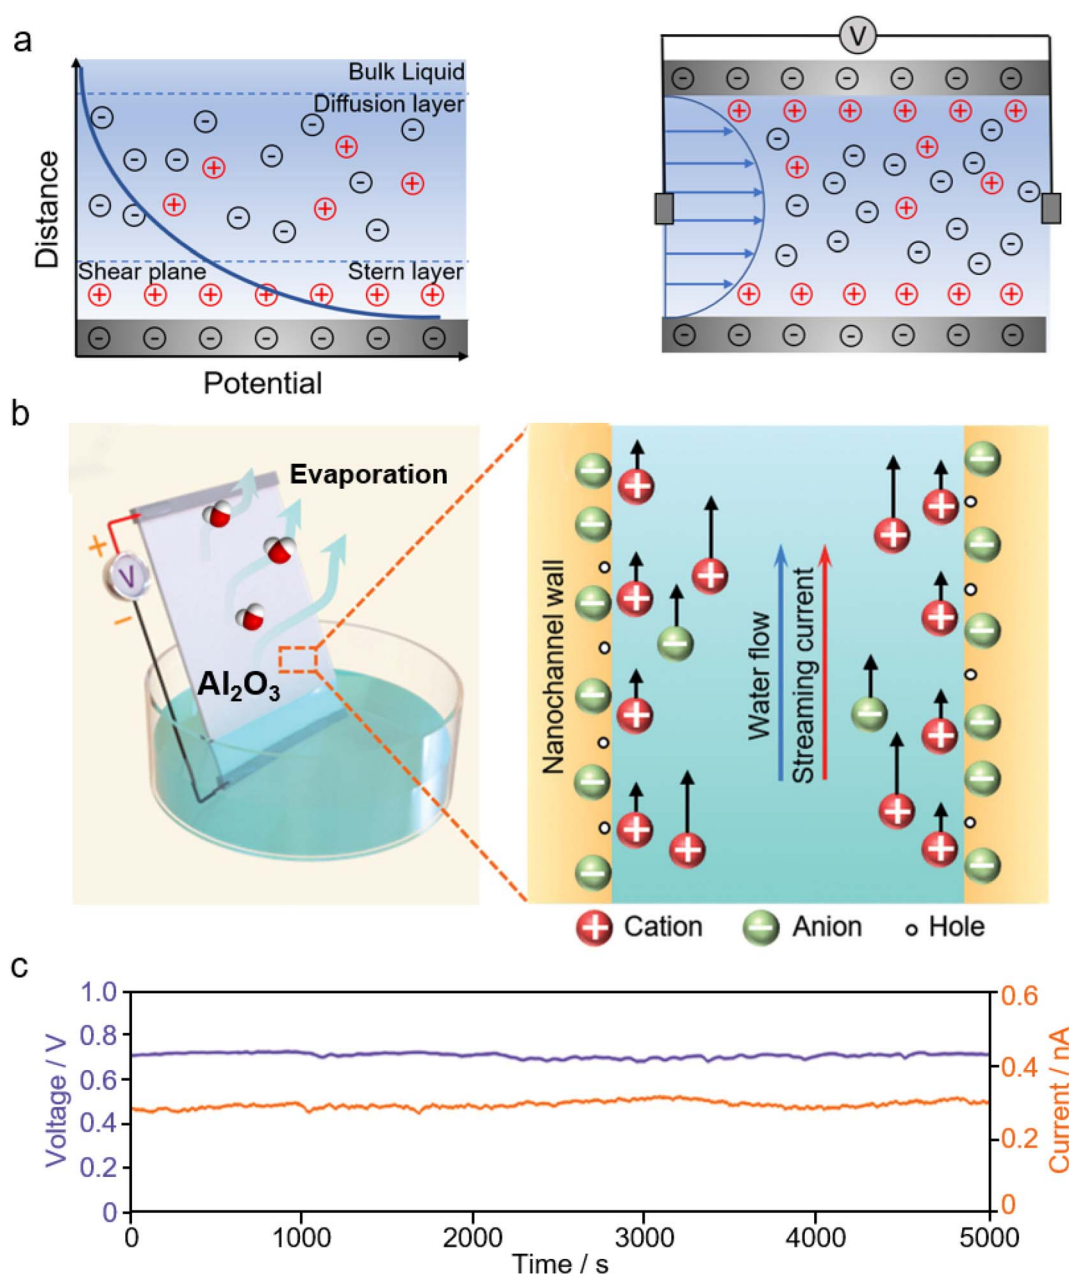 a
Bulk Liquid
Diffusion layer
Shear plane
Stern layer
Distance
Potential
V
b
Evaporation
+
V
−
Al₂O₃
Nanochannel wall
Water flow
Streaming current
Cation
Anion
Hole
c
1.0
0.8
0.6
0.4
0.2
0
Voltage / V
0.6
0.4
0.2
0
Current / nA
0
1000
2000
3000
4000
5000
Time / s